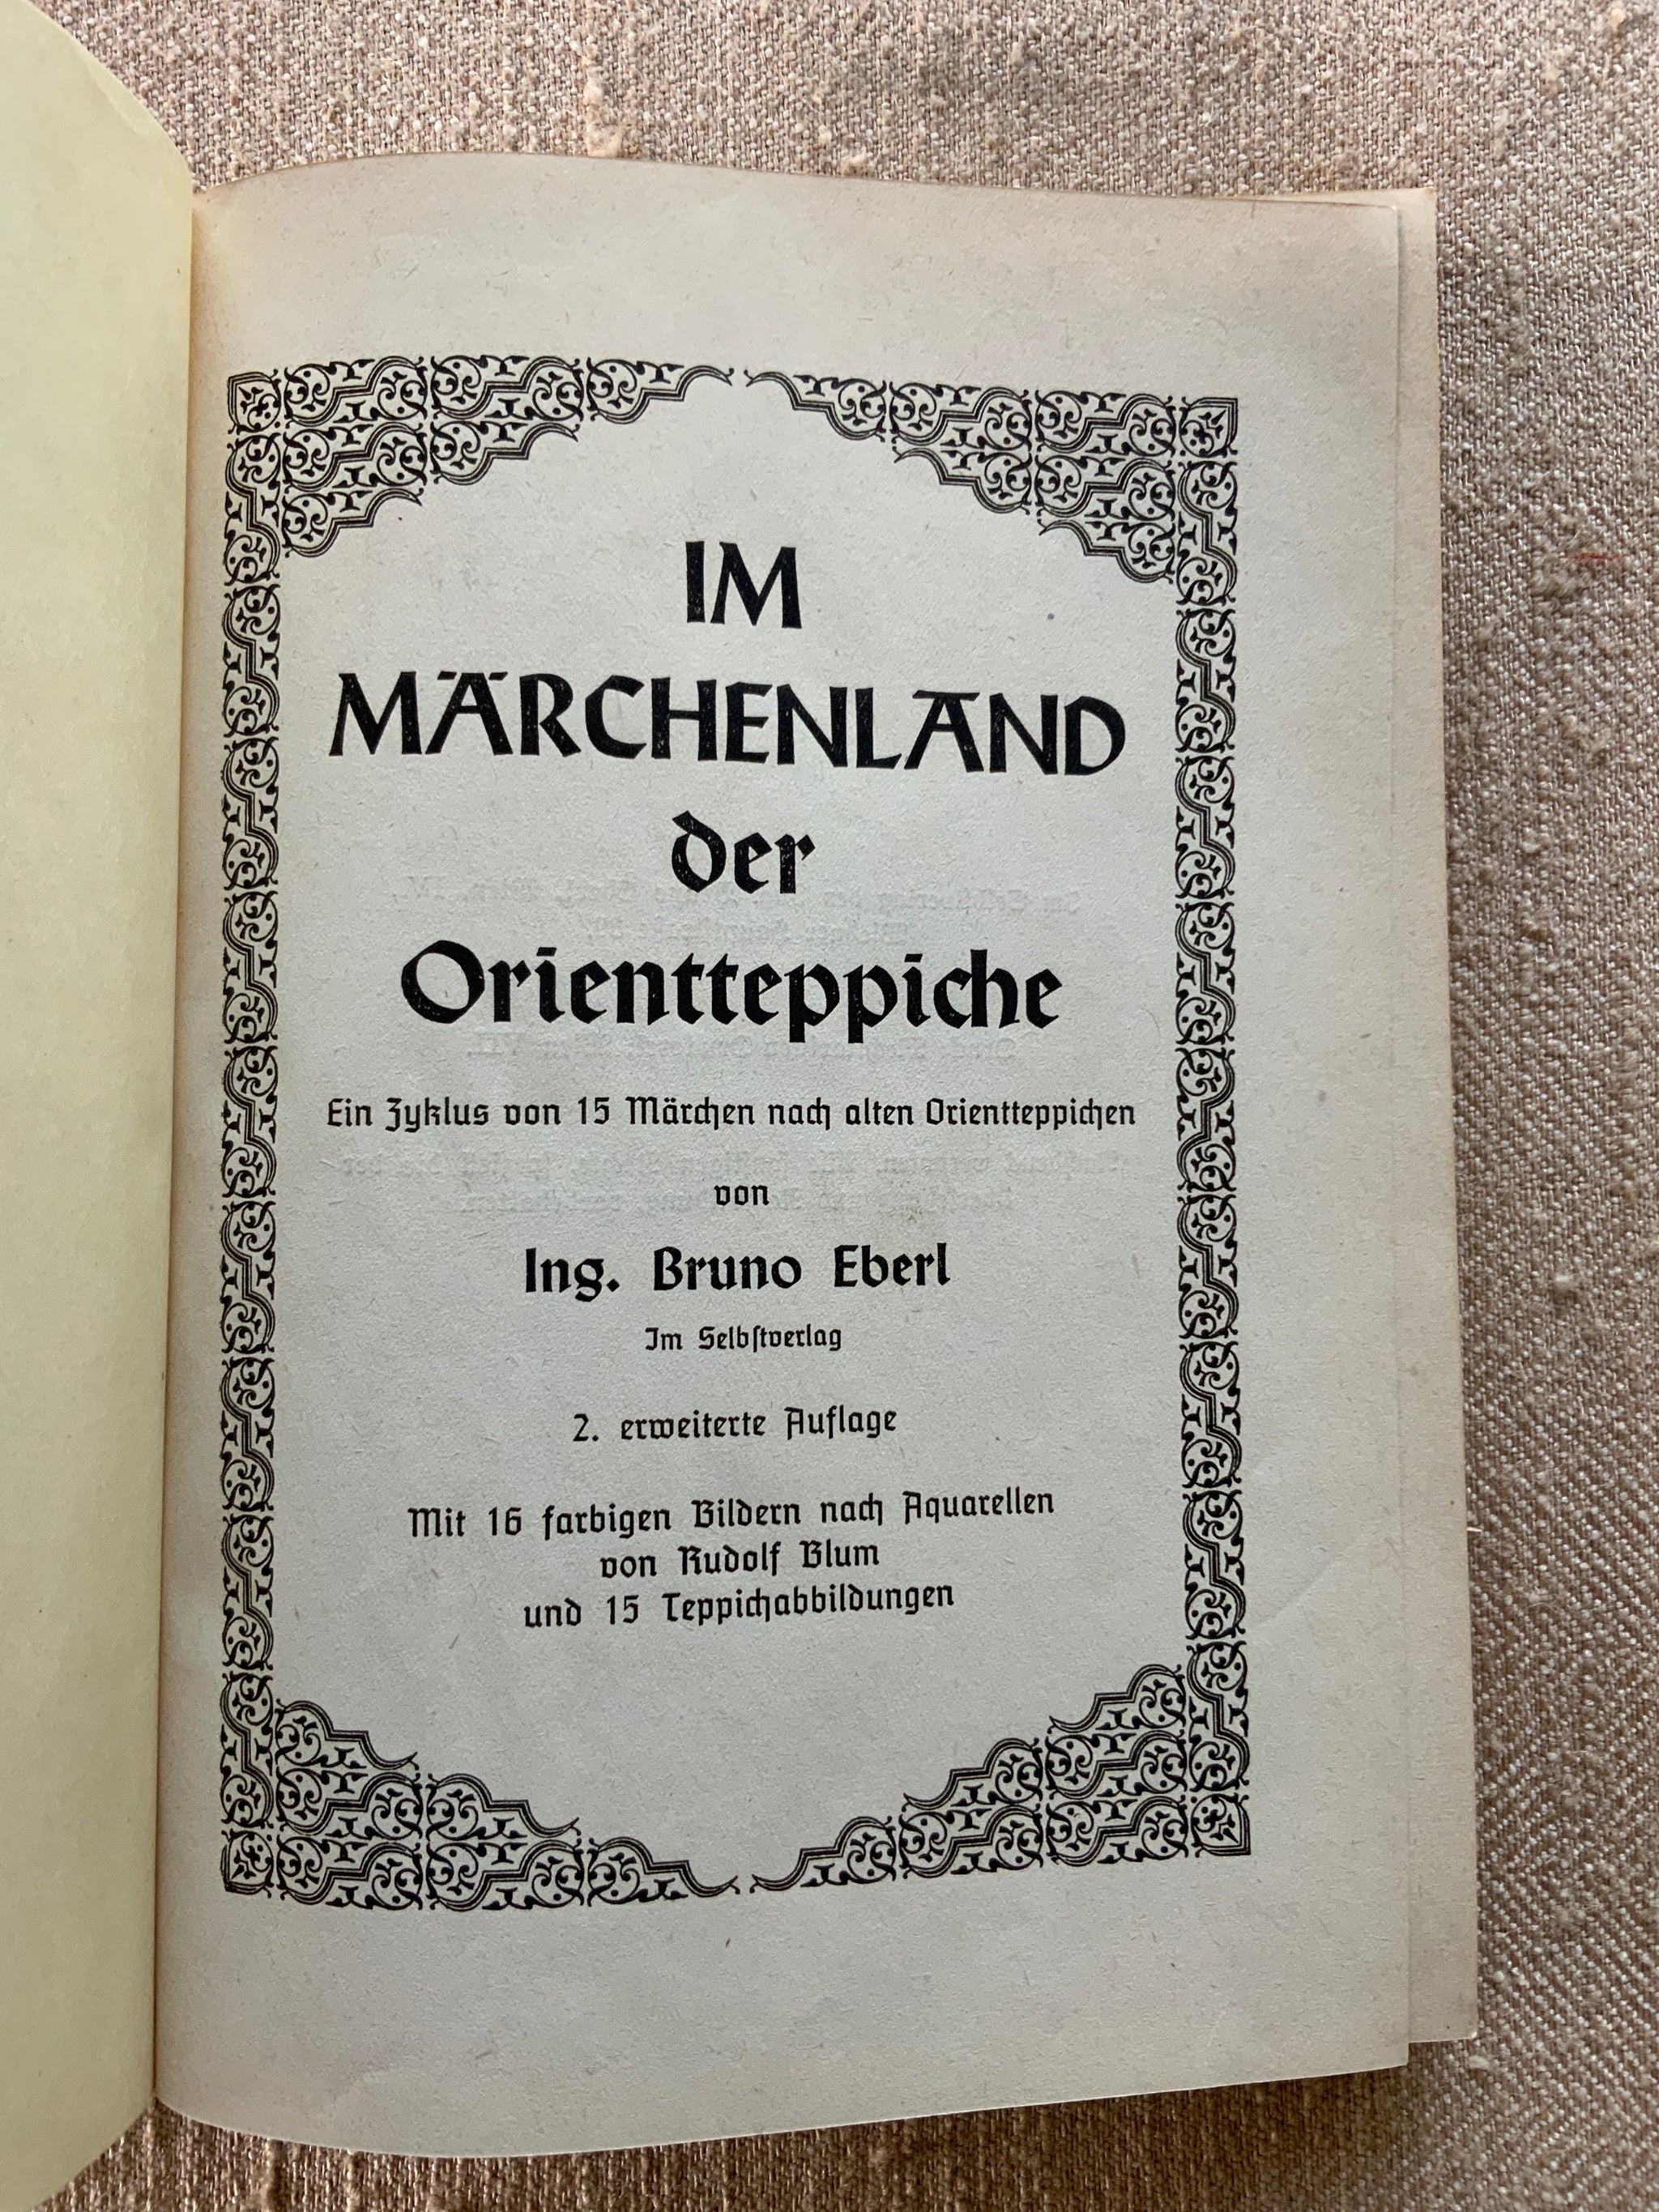 IM
MÄRCHENLAND
der
Orientteppiche
Ein Zyklus von 15 Märchen nach alten Orientteppichen
von
Ing. Bruno Eberl
Im Selbſtverlag
2. erweiterte Auflage
Mit 16 farbigen Bildern nach Aquarellen
von Rudolf Blum
und 15 Teppichabbildungen